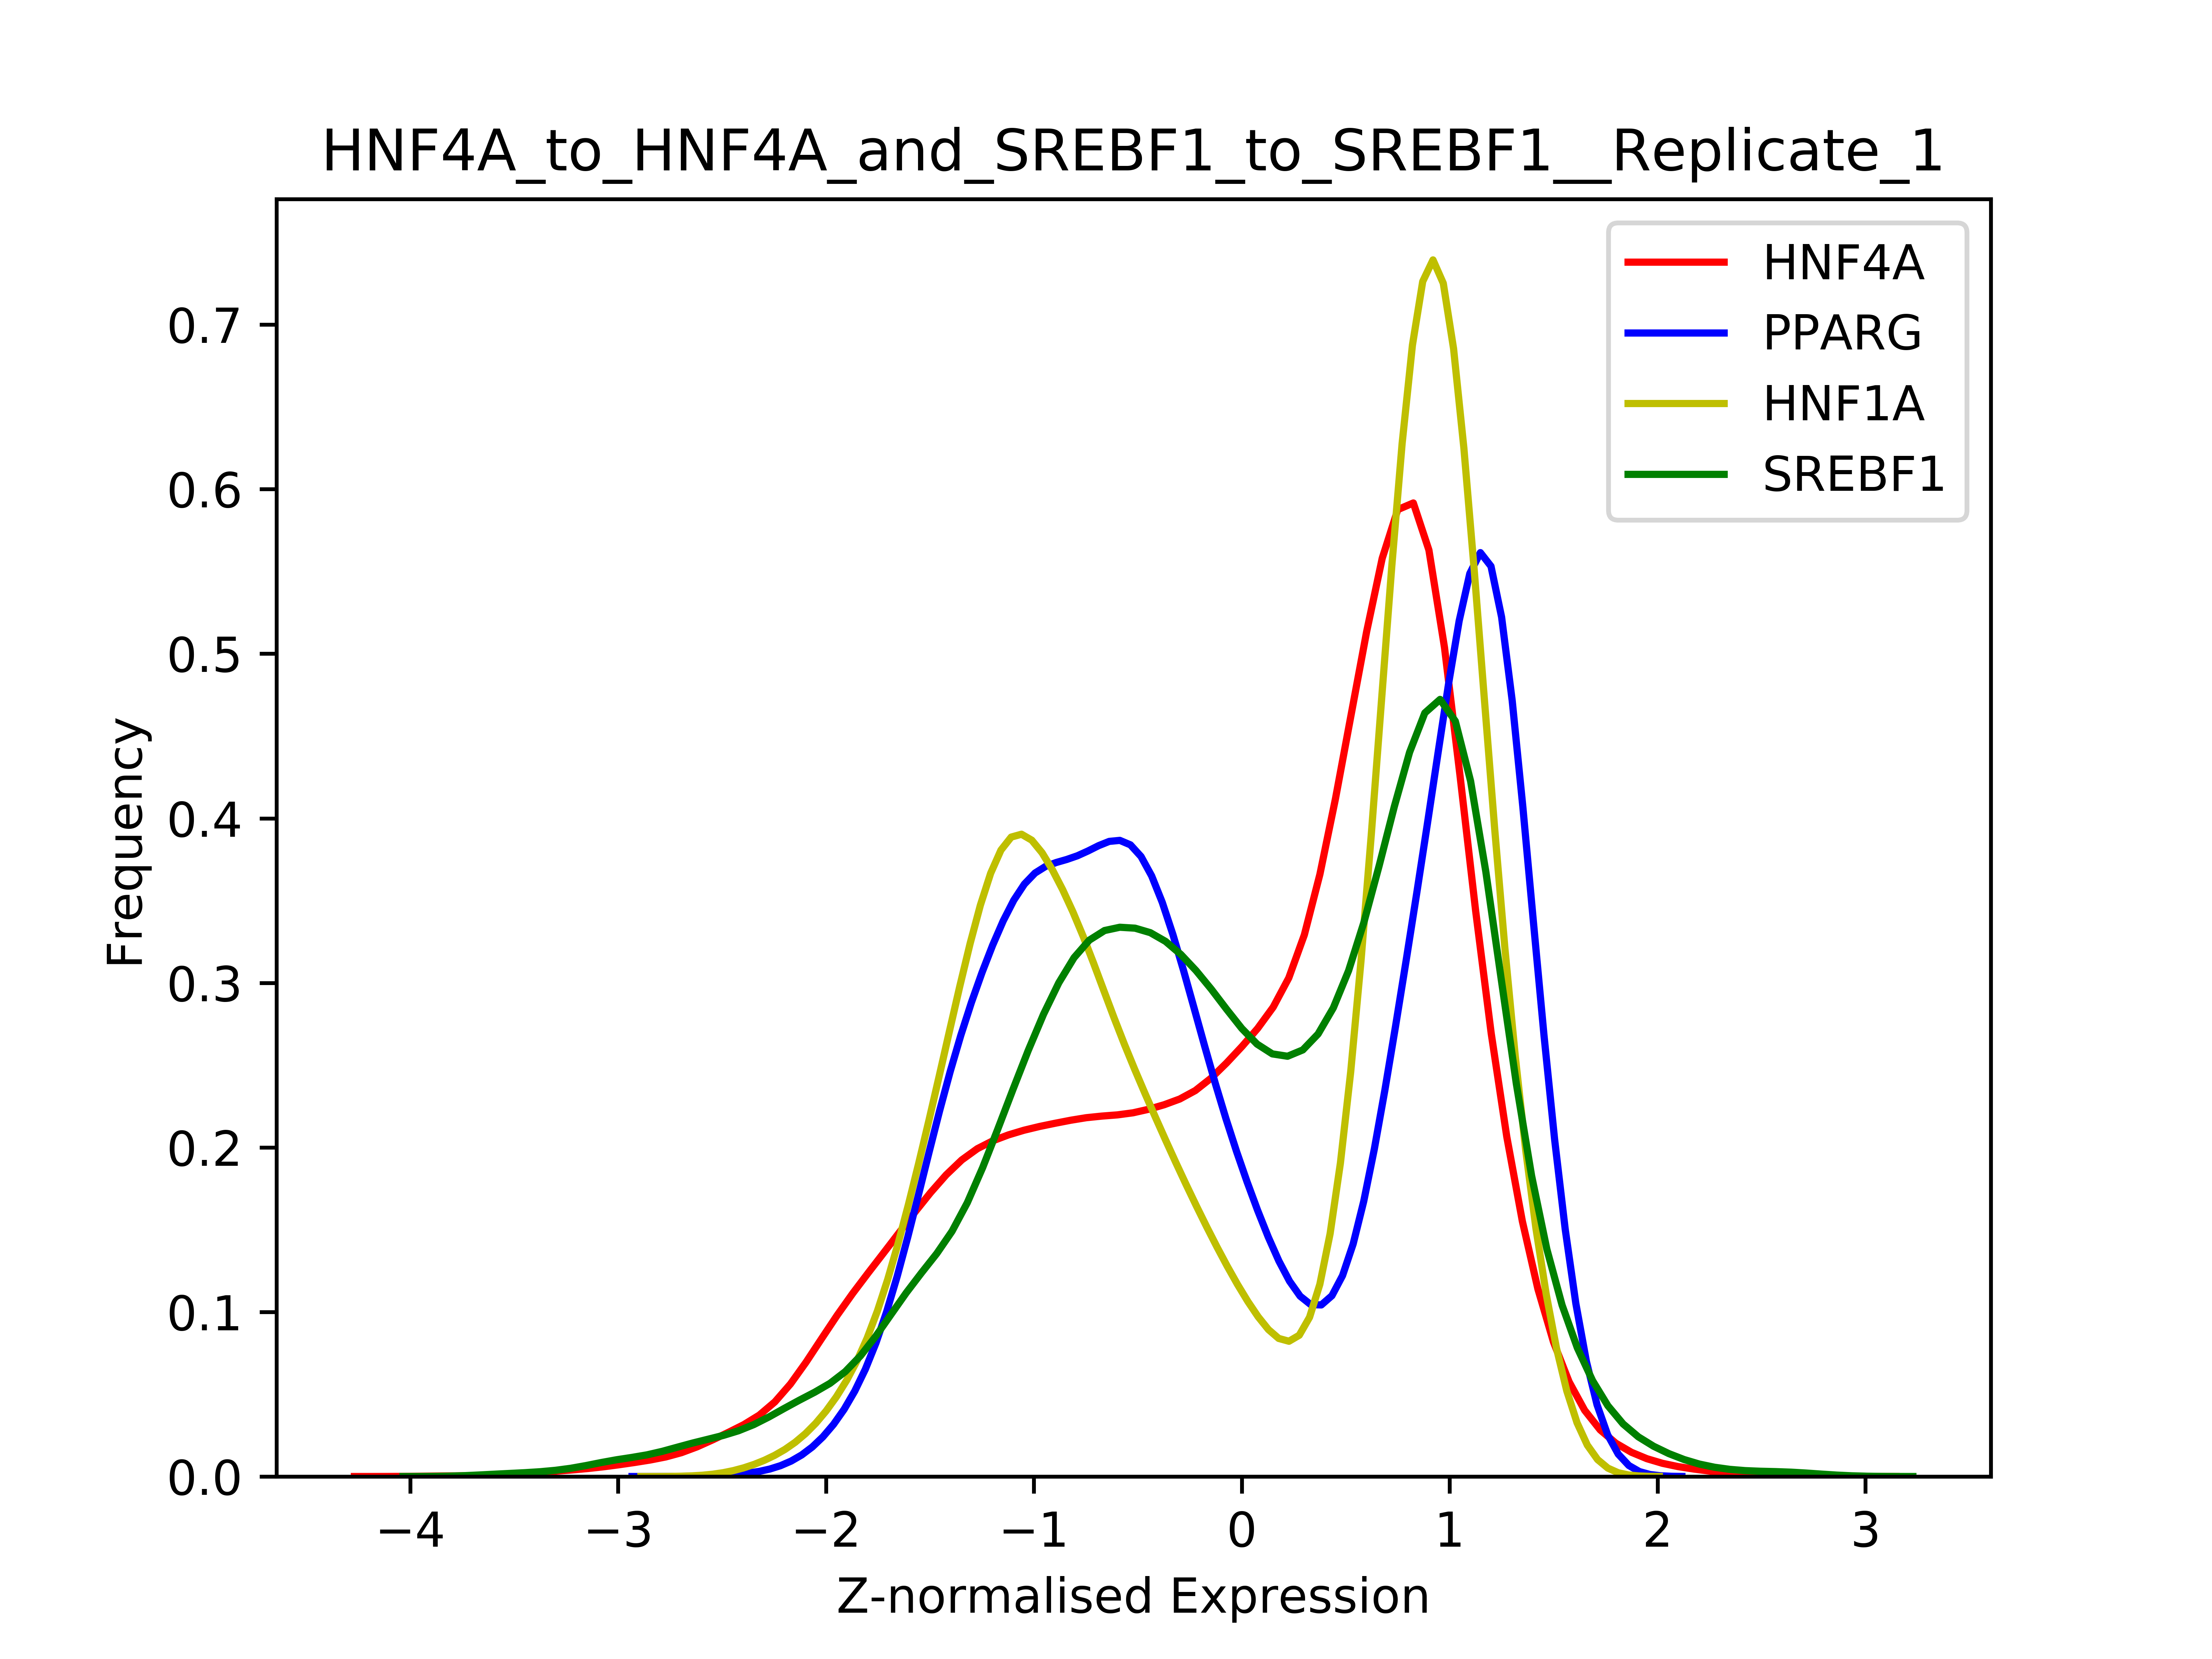 HNF4A_to_HNF4A_and_SREBF1_to_SREBF1__Replicate_1
HNF4A
PPARG
HNF1A
SREBF1
Frequency
0.7
0.6
0.5
0.4
0.3
0.2
0.1
0.0
−4 −3 −2 −1 0 1 2 3
Z-normalised Expression